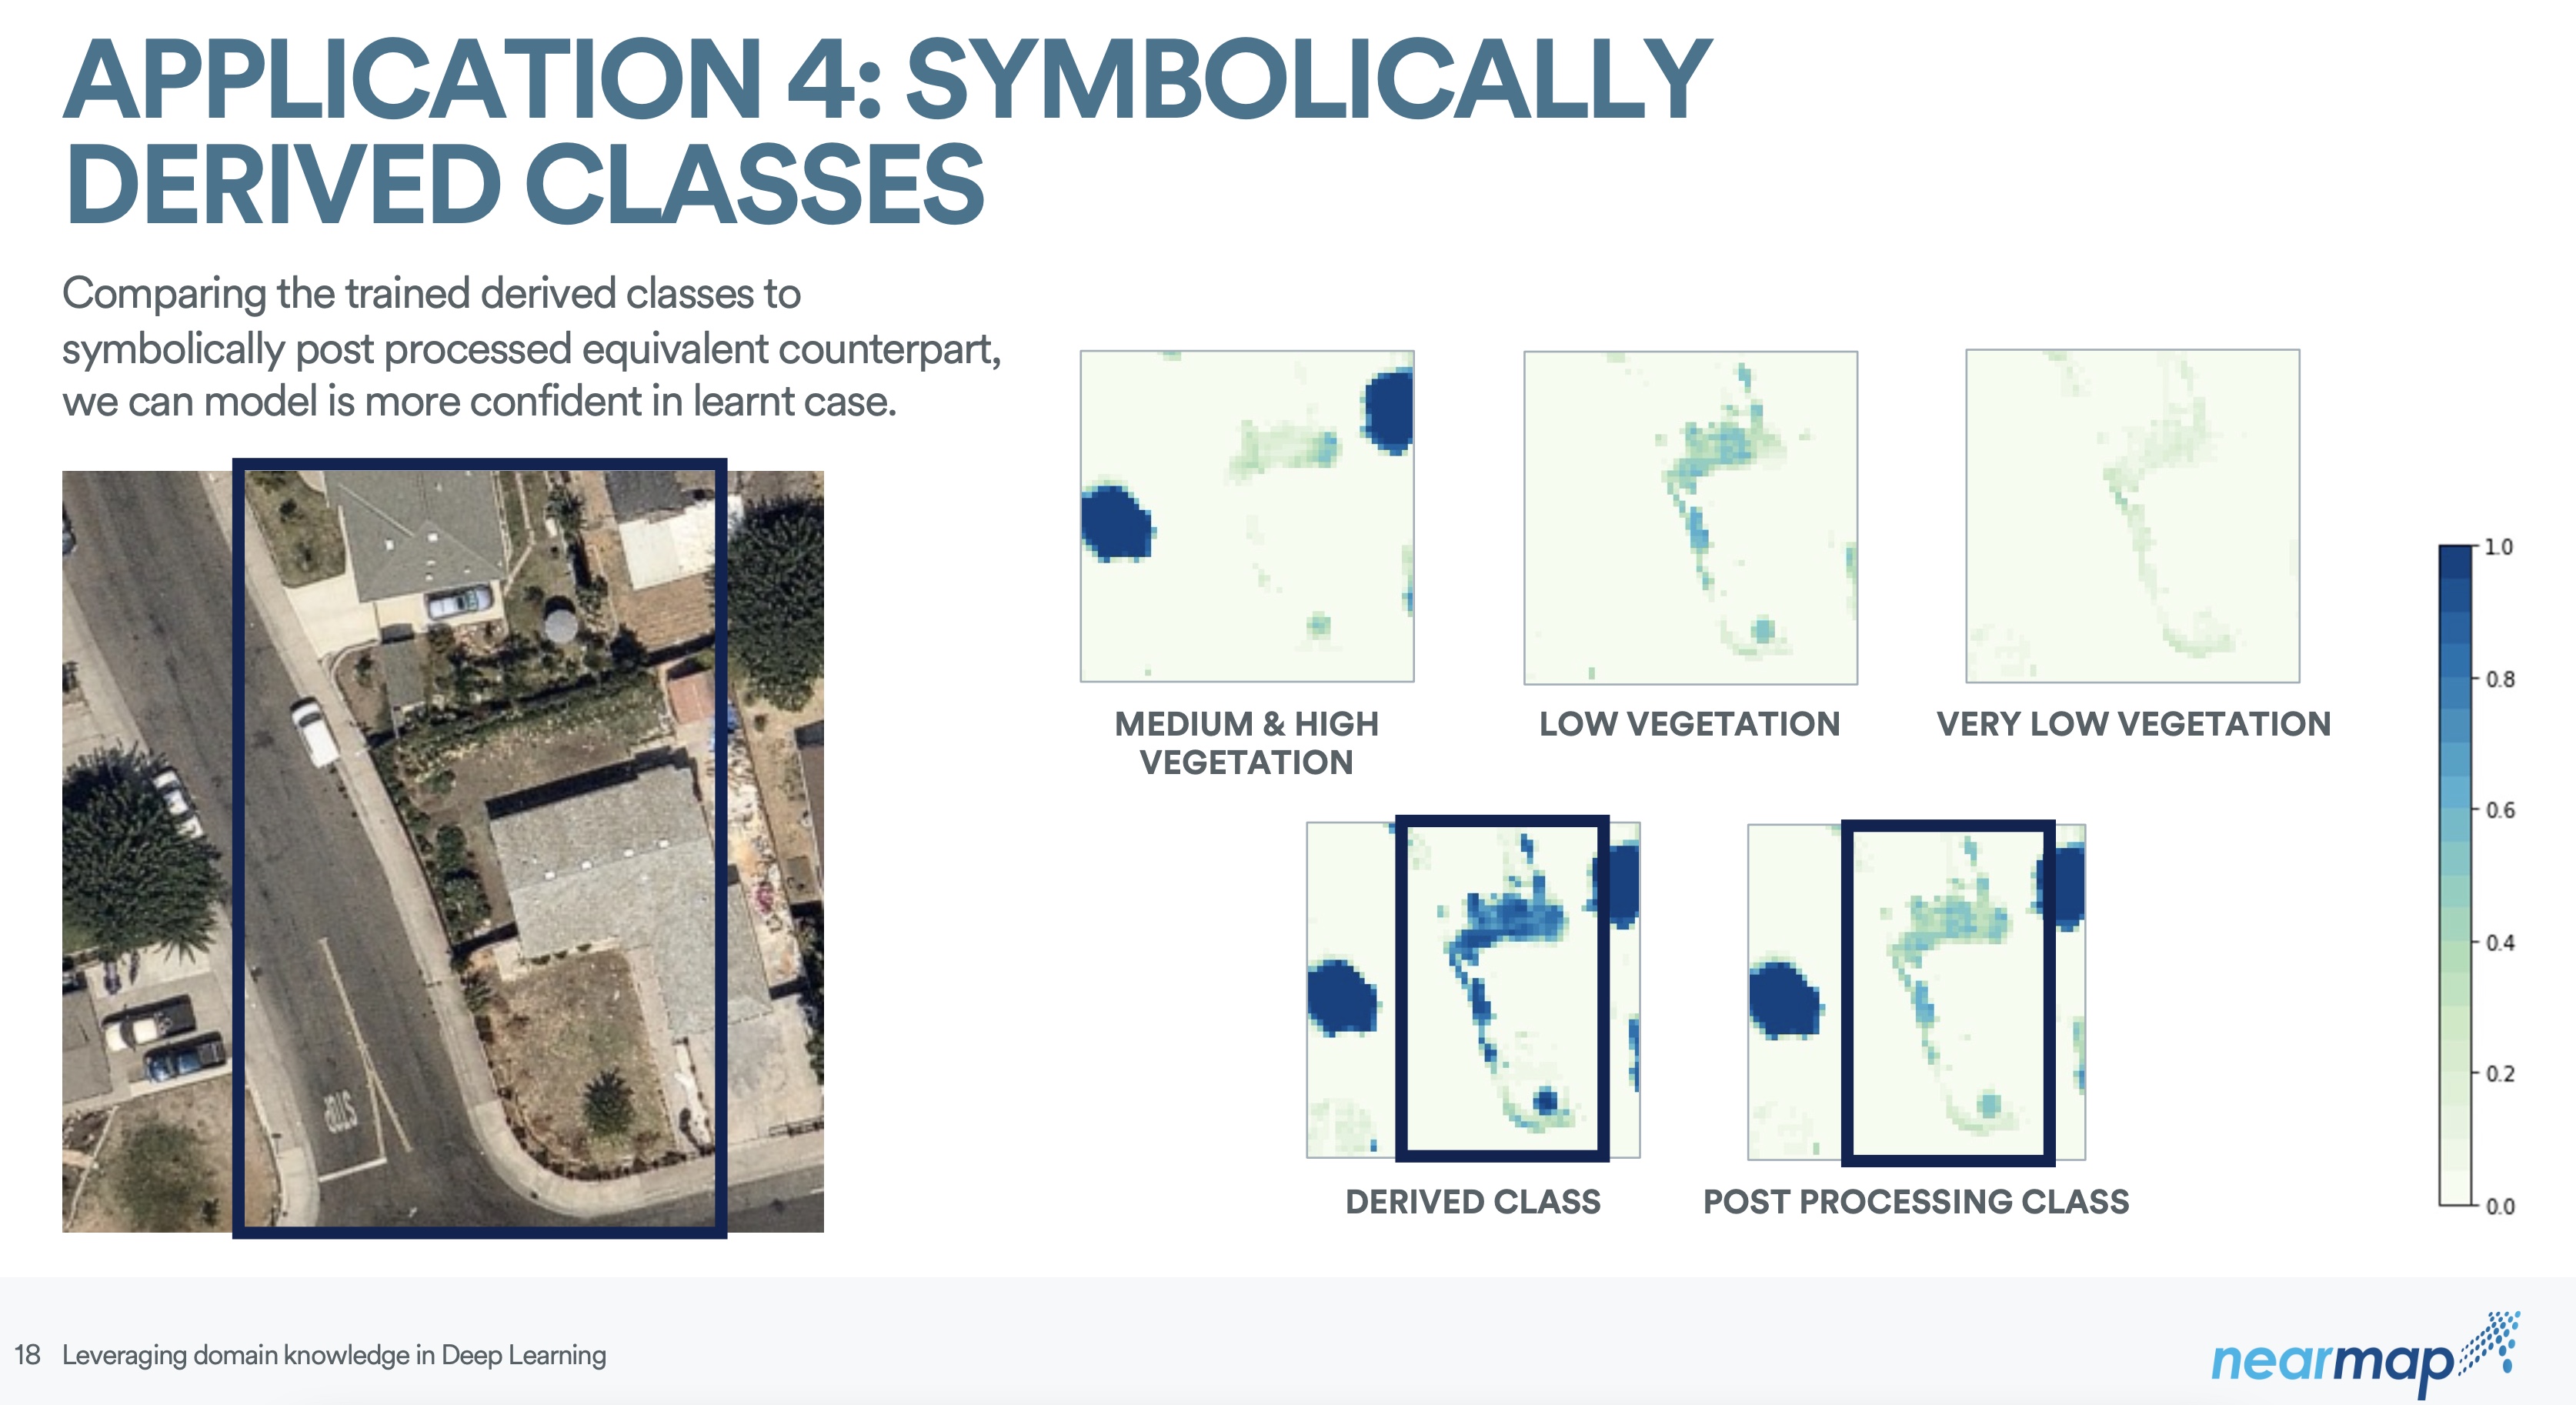 APPLICATION 4: SYMBOLICALLY
DERIVED CLASSES
Comparing the trained derived classes to
symbolically post processed equivalent counterpart,
we can model is more confident in learnt case.
STOP
MEDIUM & HIGH
VEGETATION
LOW VEGETATION
VERY LOW VEGETATION
DERIVED CLASS
POST PROCESSING CLASS
1.0
0.8
0.6
0.4
0.2
0.0
18 Leveraging domain knowledge in Deep Learning
nearmap